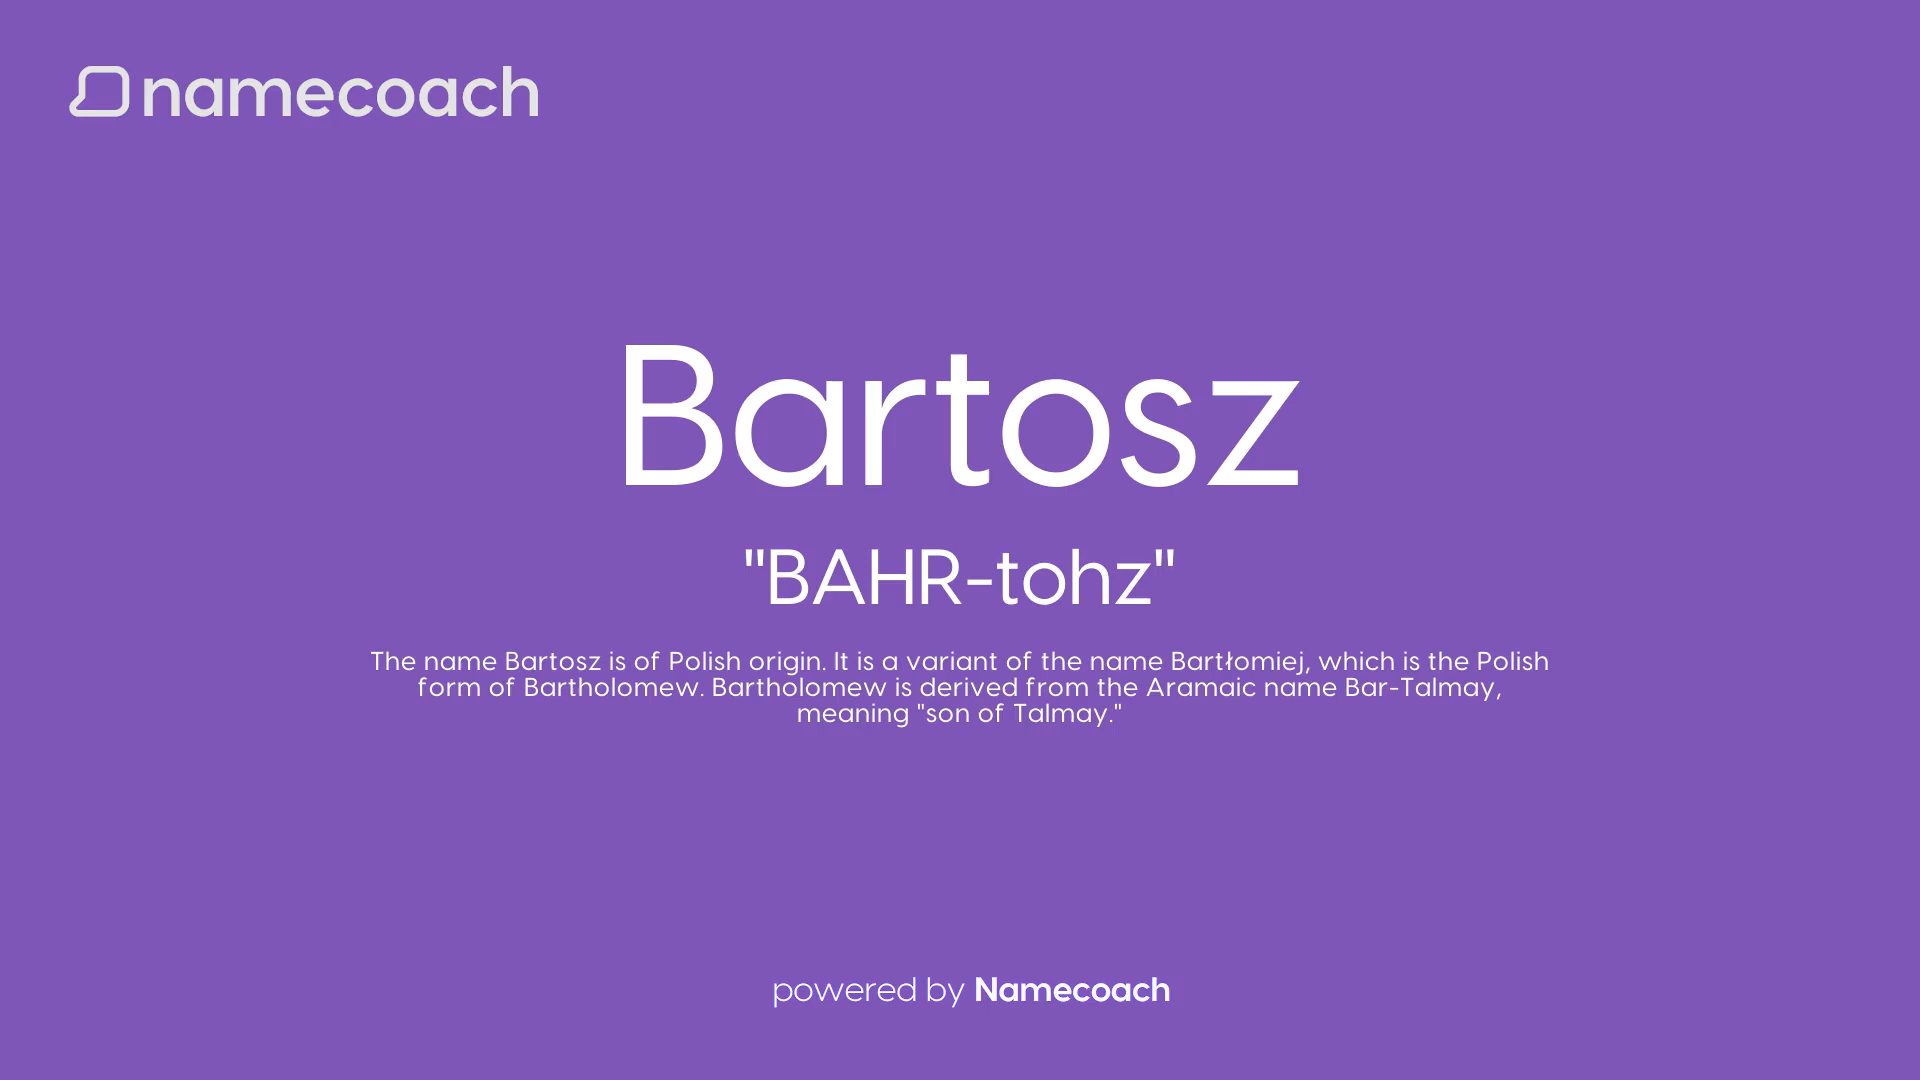 namecoach
Bartosz
"BAHR-tohz"
The name Bartosz is of Polish origin. It is a variant of the name Bartłomiej, which is the Polish
form of Bartholomew. Bartholomew is derived from the Aramaic name Bar-Talmay,
meaning "son of Talmay."
powered by Namecoach